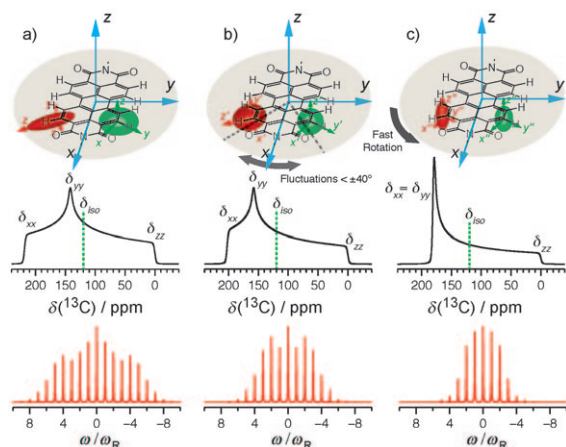 a)
z
y
x
O
N
O
H
H
H
H
O
O
δxx
δyy
δiso
δzz
200 150 100 50 0
δ(¹³C) / ppm
8 4 0 -4 -8
ω/ωR
b)
z
y
x
O
N
O
H
H
H
H
O
y'
Fluctuations < ±40°
δxx
δyy
δiso
δzz
200 150 100 50 0
δ(¹³C) / ppm
8 4 0 -4 -8
ω/ωR
c)
z
y
x
O
N
O
H
H
H
H
O
Fast
Rotation
δxx = δyy
δiso
δzz
200 150 100 50 0
δ(¹³C) / ppm
8 4 0 -4 -8
ω/ωR